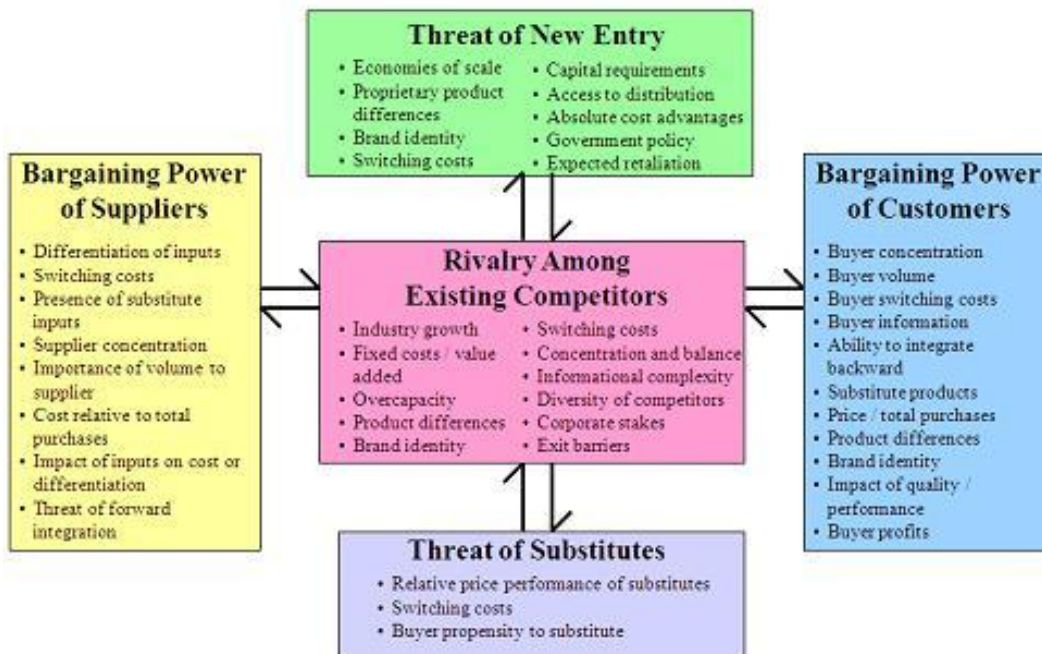 Threat of New Entry
• Economies of scale
• Proprietary product
differences
• Brand identity
• Switching costs
• Capital requirements
• Access to distribution
• Absolute cost advantages
• Government policy
• Expected retaliation
Bargaining Power
of Suppliers
• Differentiation of inputs
• Switching costs
• Presence of substitute
inputs
• Supplier concentration
• Importance of volume to
supplier
• Cost relative to total
purchases
• Impact of inputs on cost or
differentiation
• Threat of forward
integration
Rivalry Among
Existing Competitors
• Industry growth
• Fixed costs / value
added
• Overcapacity
• Product differences
• Brand identity
• Switching costs
• Concentration and balance
• Informational complexity
• Diversity of competitors
• Corporate stakes
• Exit barriers
Bargaining Power
of Customers
• Buyer concentration
• Buyer volume
• Buyer switching costs
• Buyer information
• Ability to integrate
backward
• Substitute products
• Price / total purchases
• Product differences
• Brand identity
• Impact of quality /
performance
• Buyer profits
Threat of Substitutes
• Relative price performance of substitutes
• Switching costs
• Buyer propensity to substitute